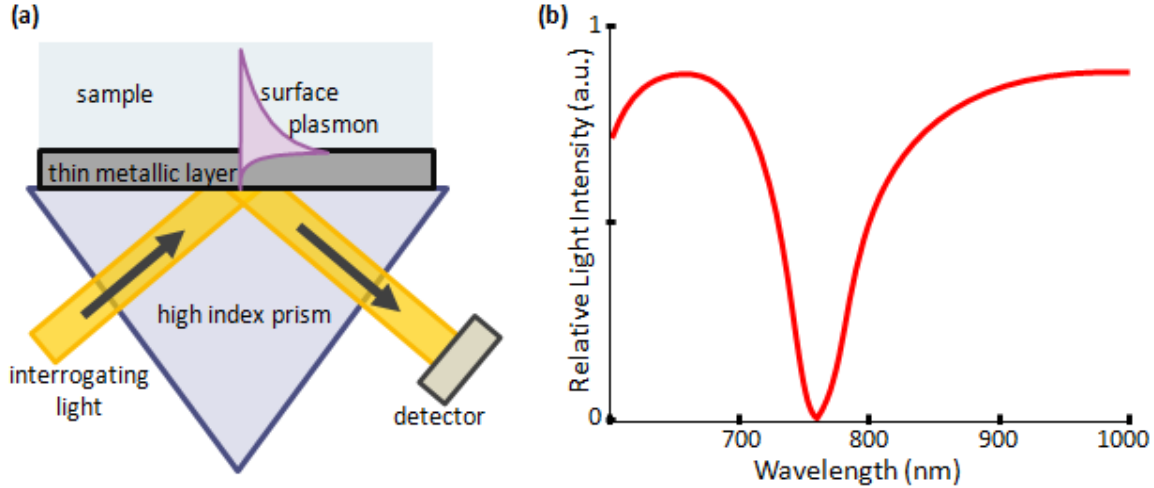 (a)
sample
surface
plasmon
thin metallic layer
high index prism
interrogating
light
detector
(b)
1
0
Relative Light Intensity (a.u.)
700
800
900
1000
Wavelength (nm)